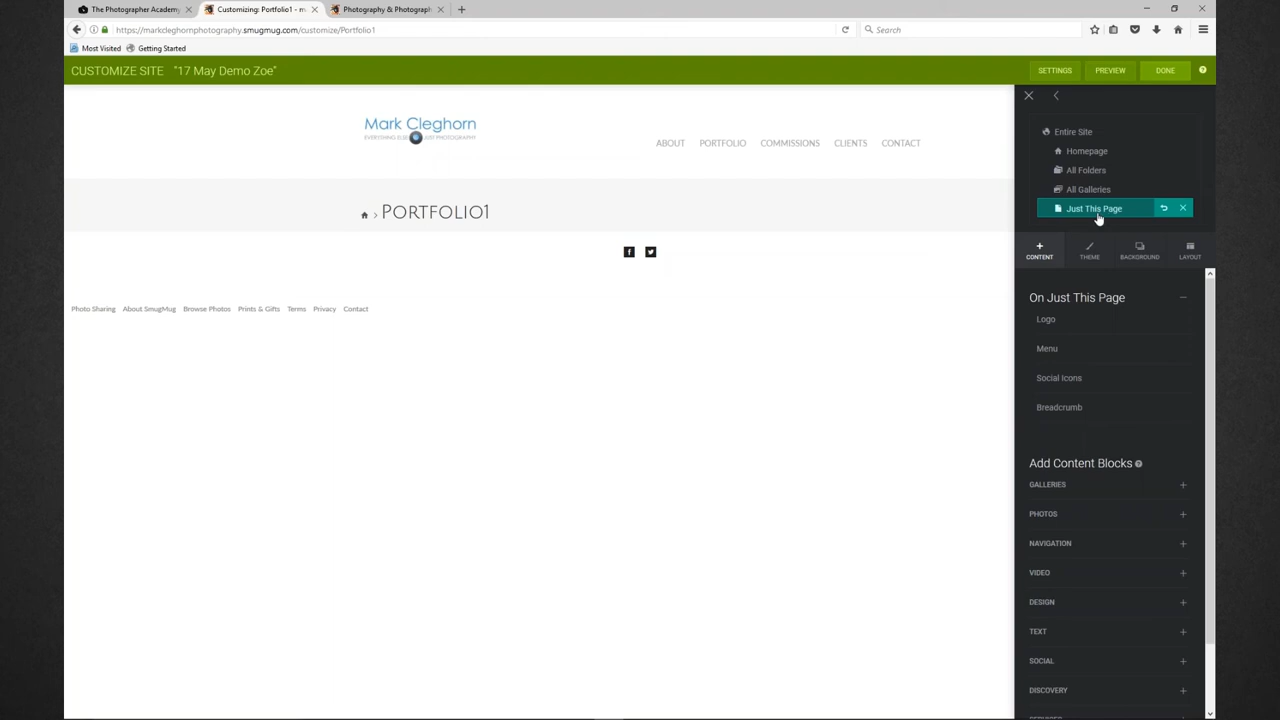 The Photographer Academy
Customizing: Portfolio1 - m
Photography & Photograph
https://markcleghornphotography.smugmug.com/customize/Portfolio1
Search
Most Visited
Getting Started
CUSTOMIZE SITE "17 May Demo Zoe"
SETTINGS
PREVIEW
DONE
Mark Cleghorn
ABOUT
PORTFOLIO
COMMISSIONS
CLIENTS
CONTACT
PORTFOLIO1
Photo Sharing
About SmugMug
Browse Photos
Prints & Gifts
Terms
Privacy
Contact
Entire Site
Homepage
All Folders
All Galleries
Just This Page
CONTENT
THEME
BACKGROUND
LAYOUT
On Just This Page
Logo
Menu
Social Icons
Breadcrumb
Add Content Blocks
GALLERIES
PHOTOS
NAVIGATION
VIDEO
DESIGN
TEXT
SOCIAL
DISCOVERY